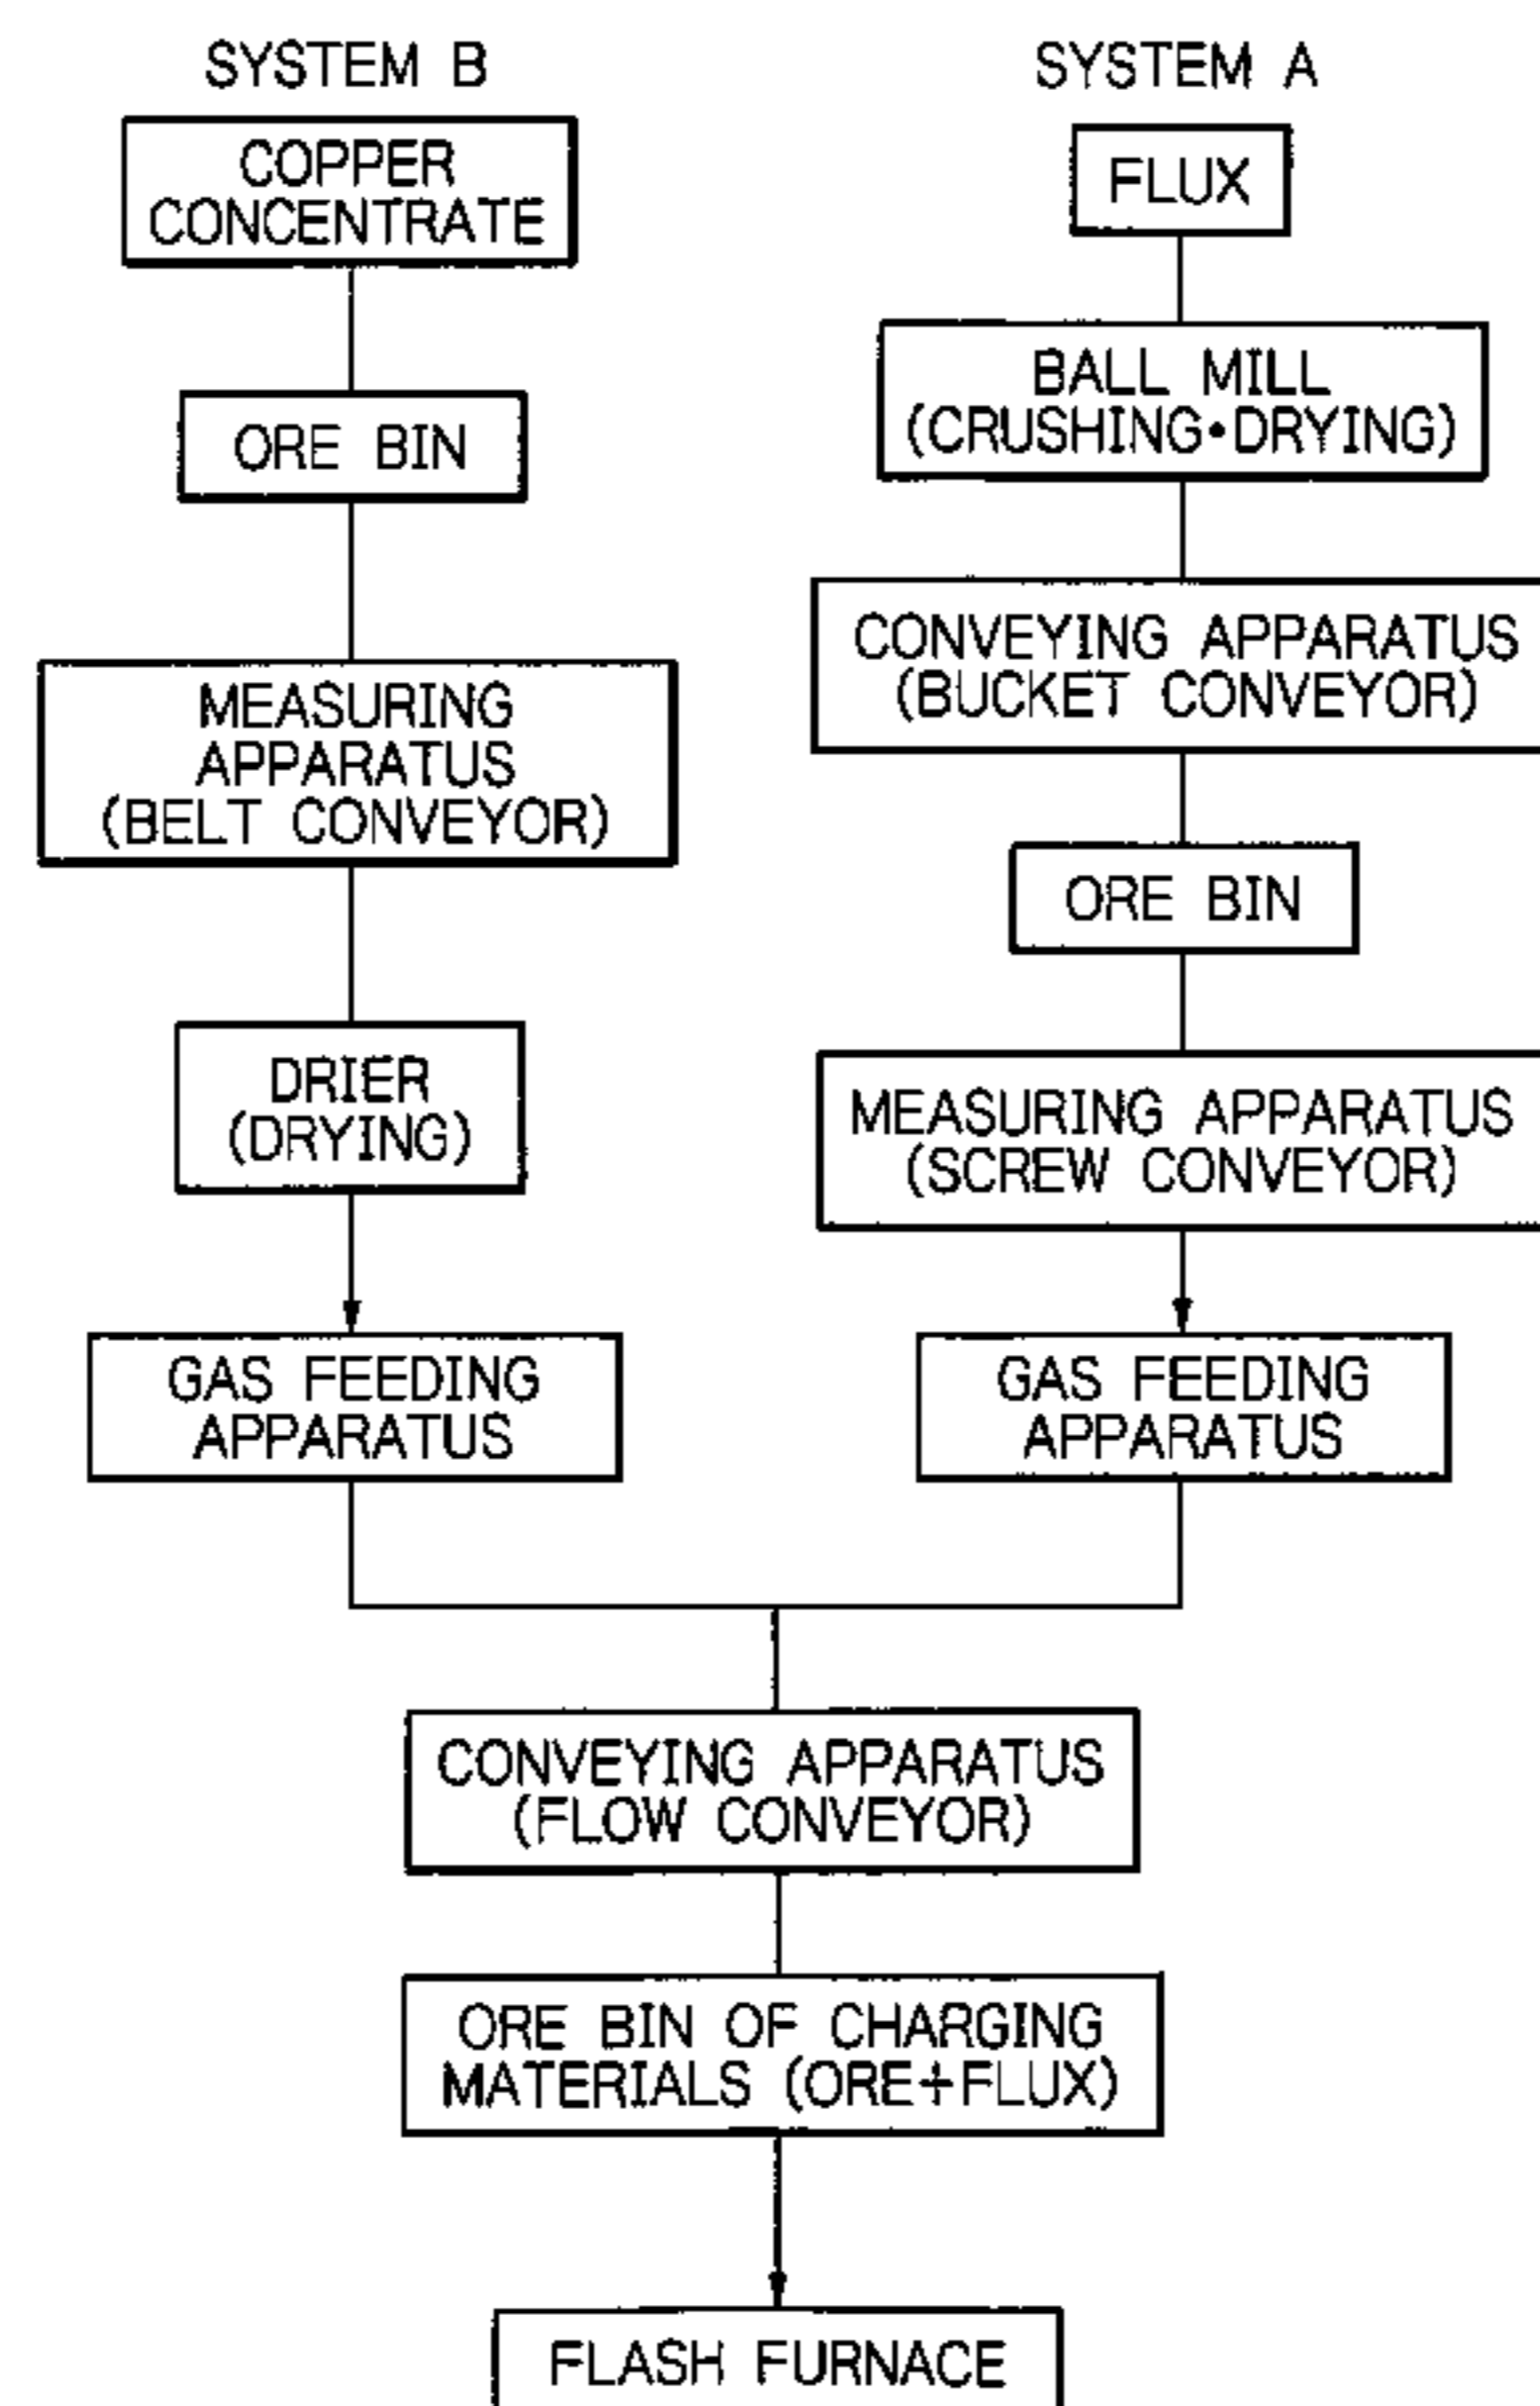 SYSTEM B
COPPER
CONCENTRATE
ORE BIN
MEASURING
APPARATUS
(BELT CONVEYOR)
DRIER
(DRYING)
GAS FEEDING
APPARATUS
SYSTEM A
FLUX
BALL MILL
(CRUSHING•DRYING)
CONVEYING APPARATUS
(BUCKET CONVEYOR)
ORE BIN
MEASURING APPARATUS
(SCREW CONVEYOR)
GAS FEEDING
APPARATUS
CONVEYING APPARATUS
(FLOW CONVEYOR)
ORE BIN OF CHARGING
MATERIALS (ORE+FLUX)
FLASH FURNACE